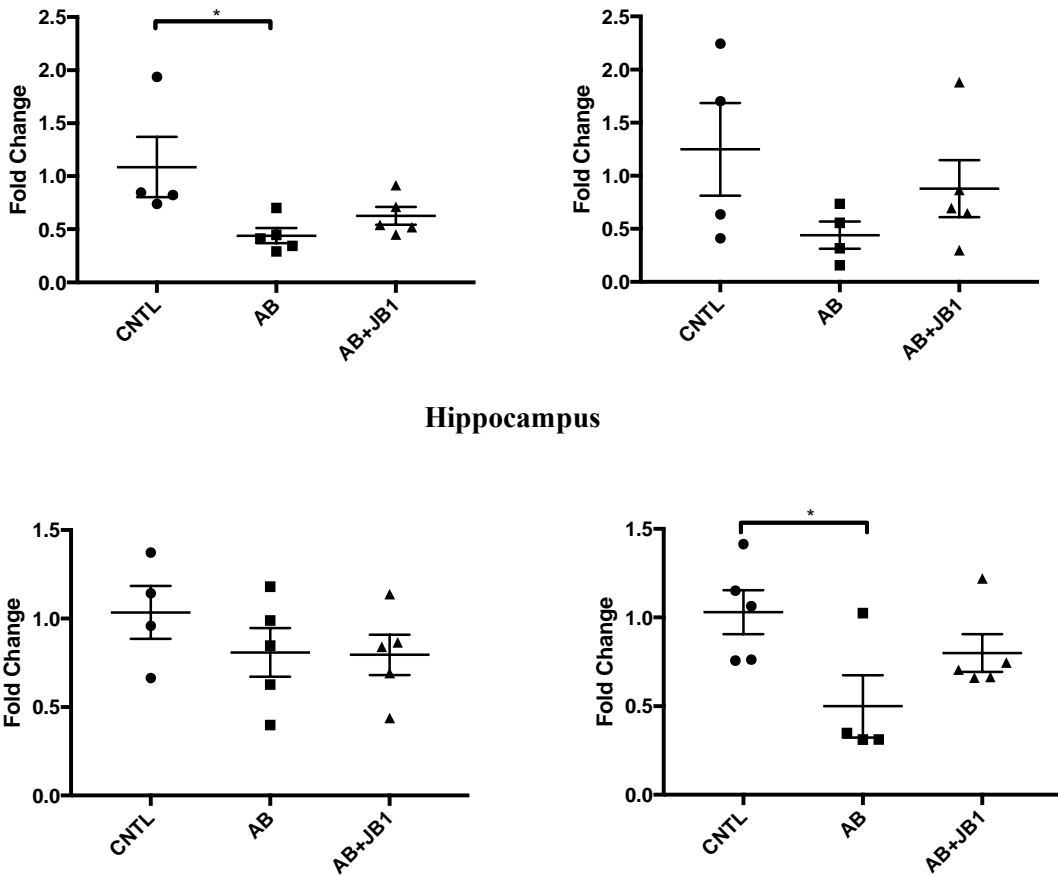 *
2.5
2.0
1.5
1.0
0.5
0.0
Fold Change
CNTL
AB
AB+JB1
2.5
2.0
1.5
1.0
0.5
0.0
Fold Change
CNTL
AB
AB+JB1
Hippocampus
1.5
1.0
0.5
0.0
Fold Change
CNTL
AB
AB+JB1
*
1.5
1.0
0.5
0.0
Fold Change
CNTL
AB
AB+JB1